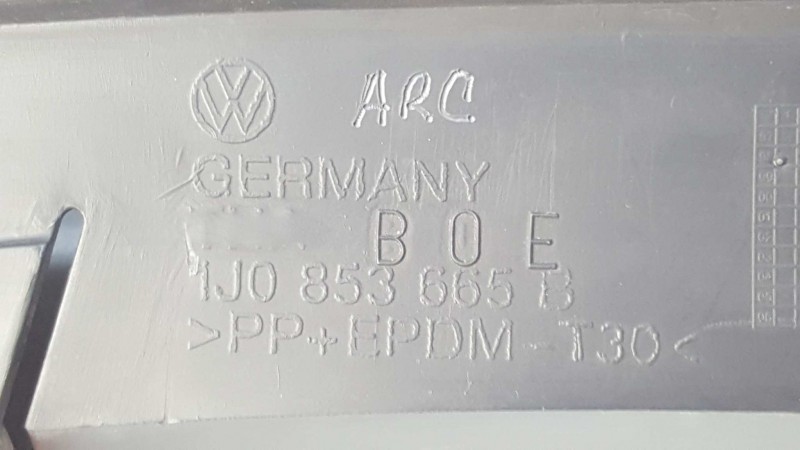 VW ARC
GERMANY
B O E
1J0 853 665 B
>PP+EPDM-T30<